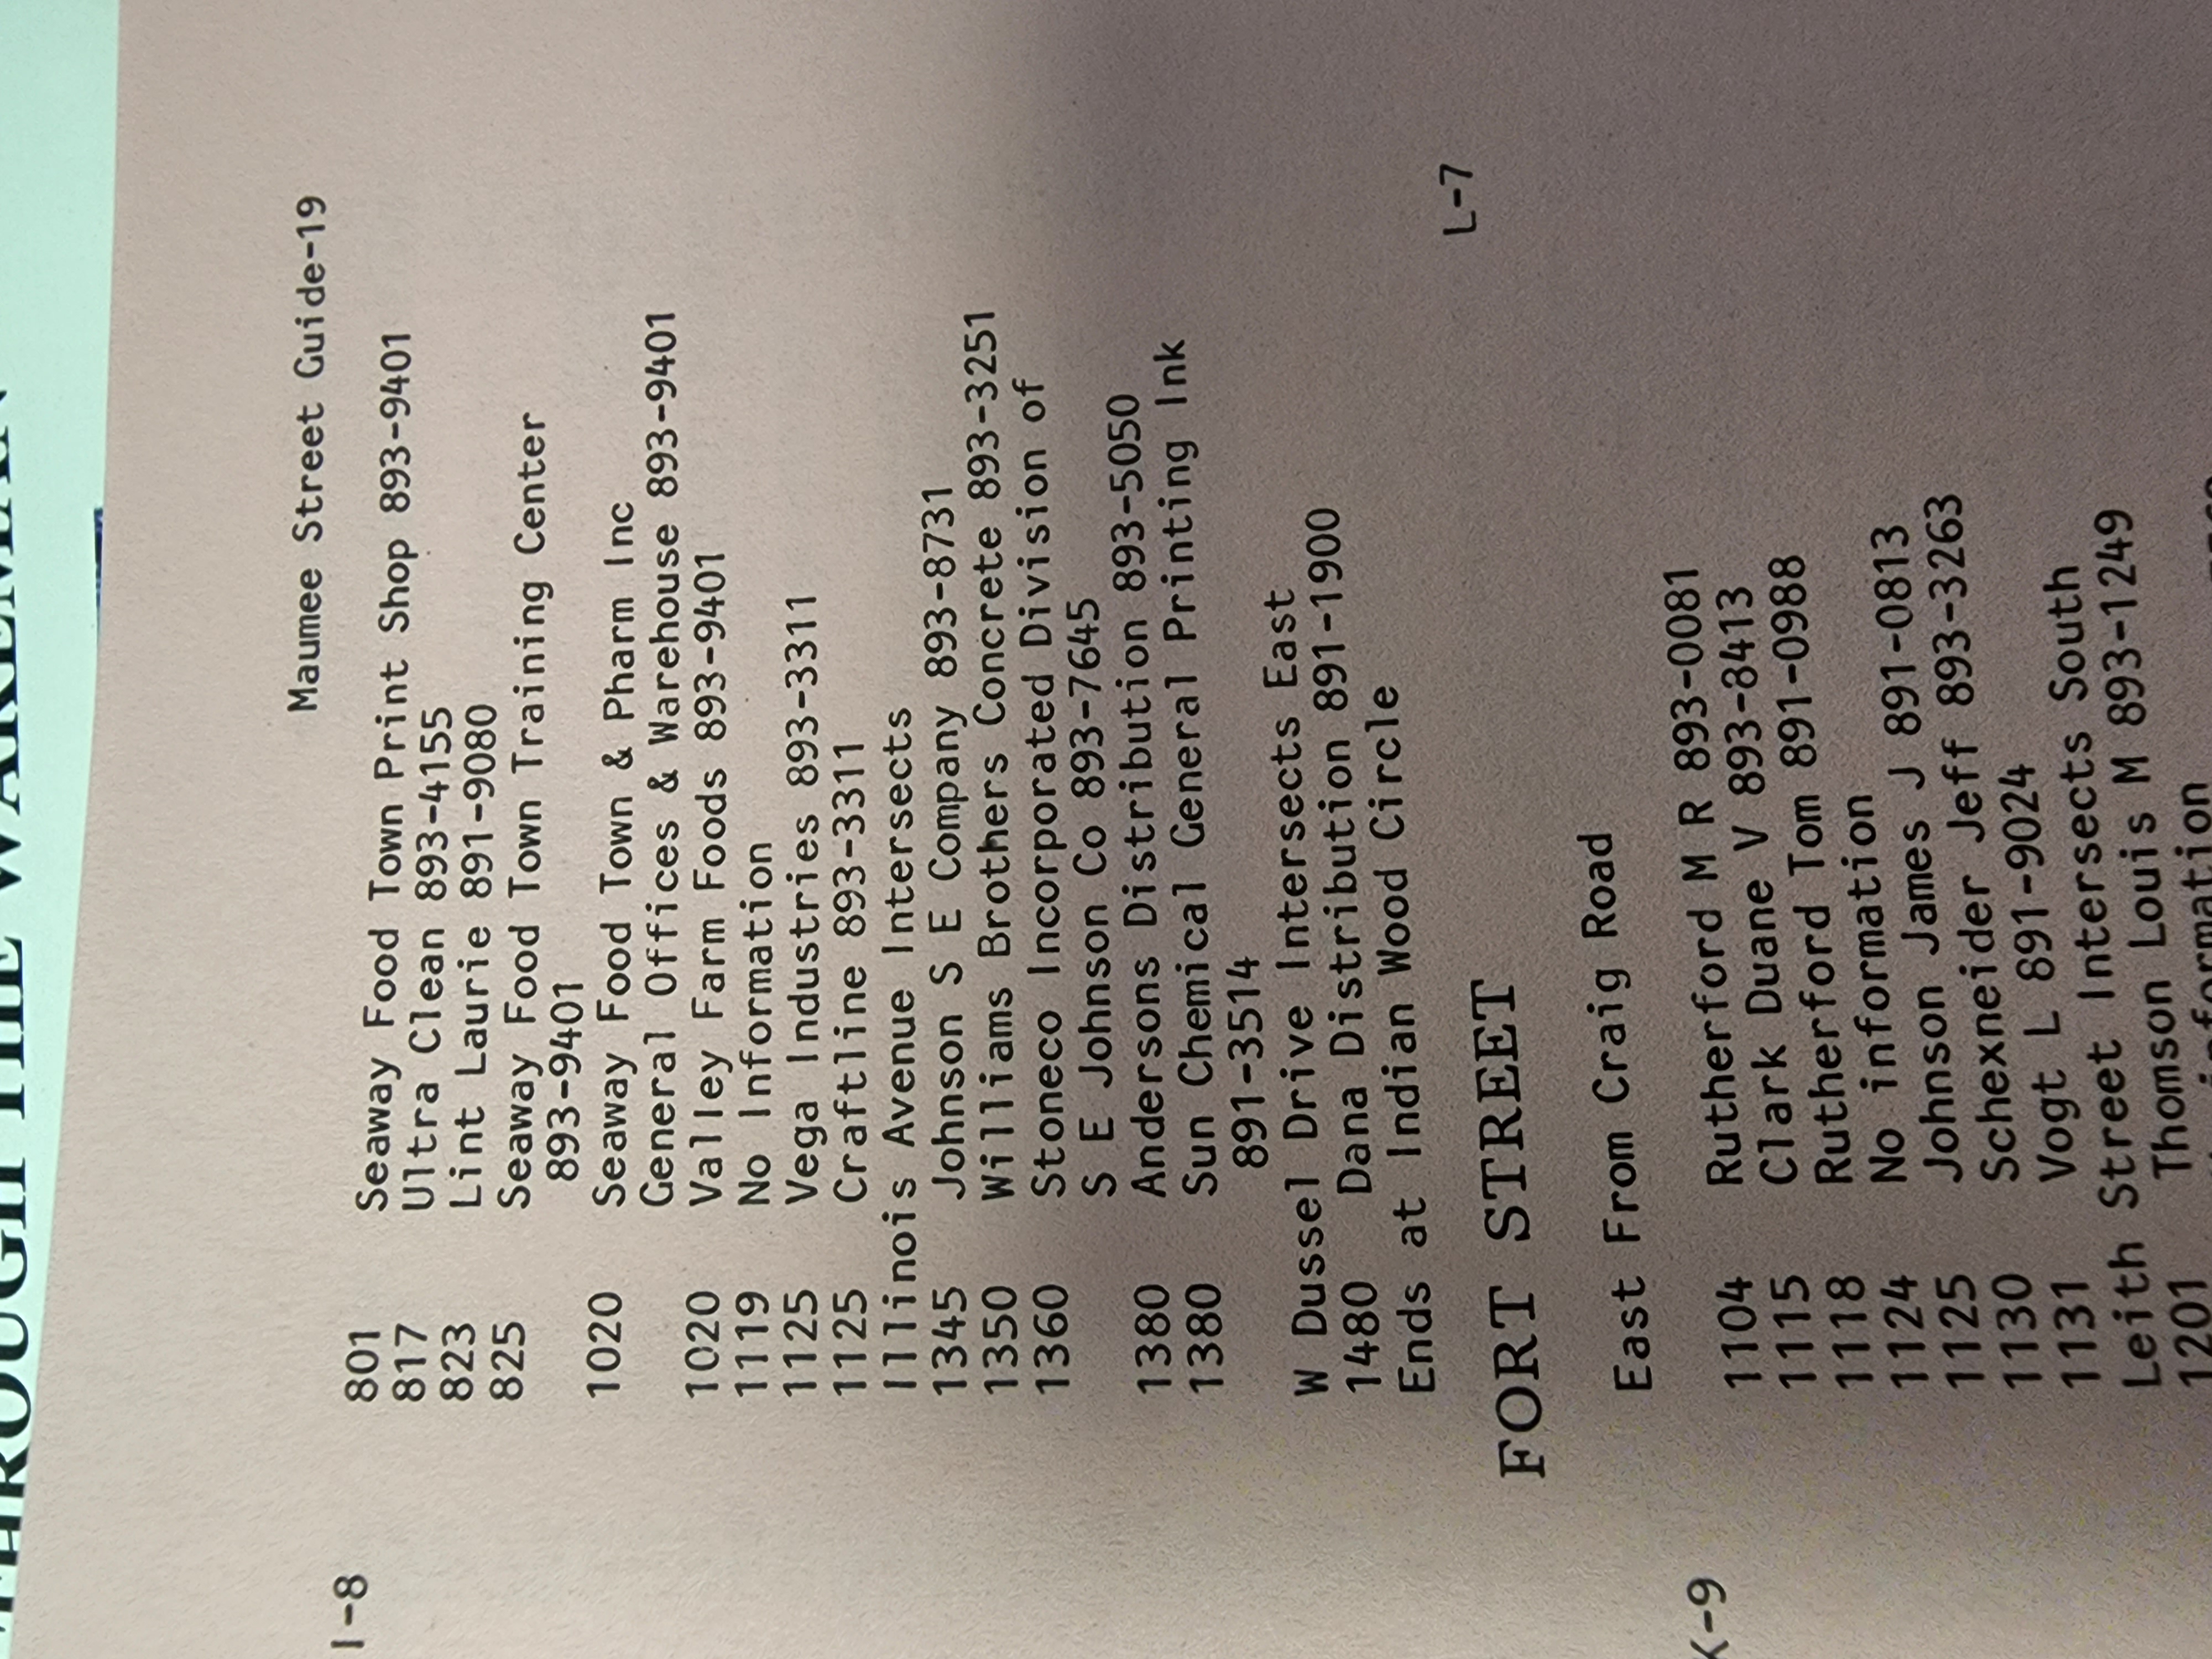 THROUGH THE WAKEMAN
Maumee Street Guide-19
I-8
801 Seaway Food Town Print Shop 893-9401
817 Ultra Clean 893-4155
823 Lint Laurie 891-9080
825 Seaway Food Town Training Center
893-9401
1020 Seaway Food Town & Pharm Inc
General Offices & Warehouse 893-9401
1020 Valley Farm Foods 893-9401
1119 No Information
1125 Vega Industries 893-3311
1125 Craftline 893-3311
Illinois Avenue Intersects
1345 Johnson S E Company 893-8731
1350 Williams Brothers Concrete 893-3251
1360 Stoneco Incorporated Division of
S E Johnson Co 893-7645
1380 Andersons Distribution 893-5050
1380 Sun Chemical General Printing Ink
891-3514
W Dussel Drive Intersects East
1480 Dana Distribution 891-1900
Ends at Indian Wood Circle
L-7
FORT STREET
East From Craig Road
K-9
1104 Rutherford M R 893-0081
1115 Clark Duane V 893-8413
1118 Rutherford Tom 891-0988
1124 No information
1125 Johnson James J 891-0813
1130 Schexneider Jeff 893-3263
1131 Vogt L 891-9024
Leith Street Intersects South
1201 Thomson Louis M 893-1249
information